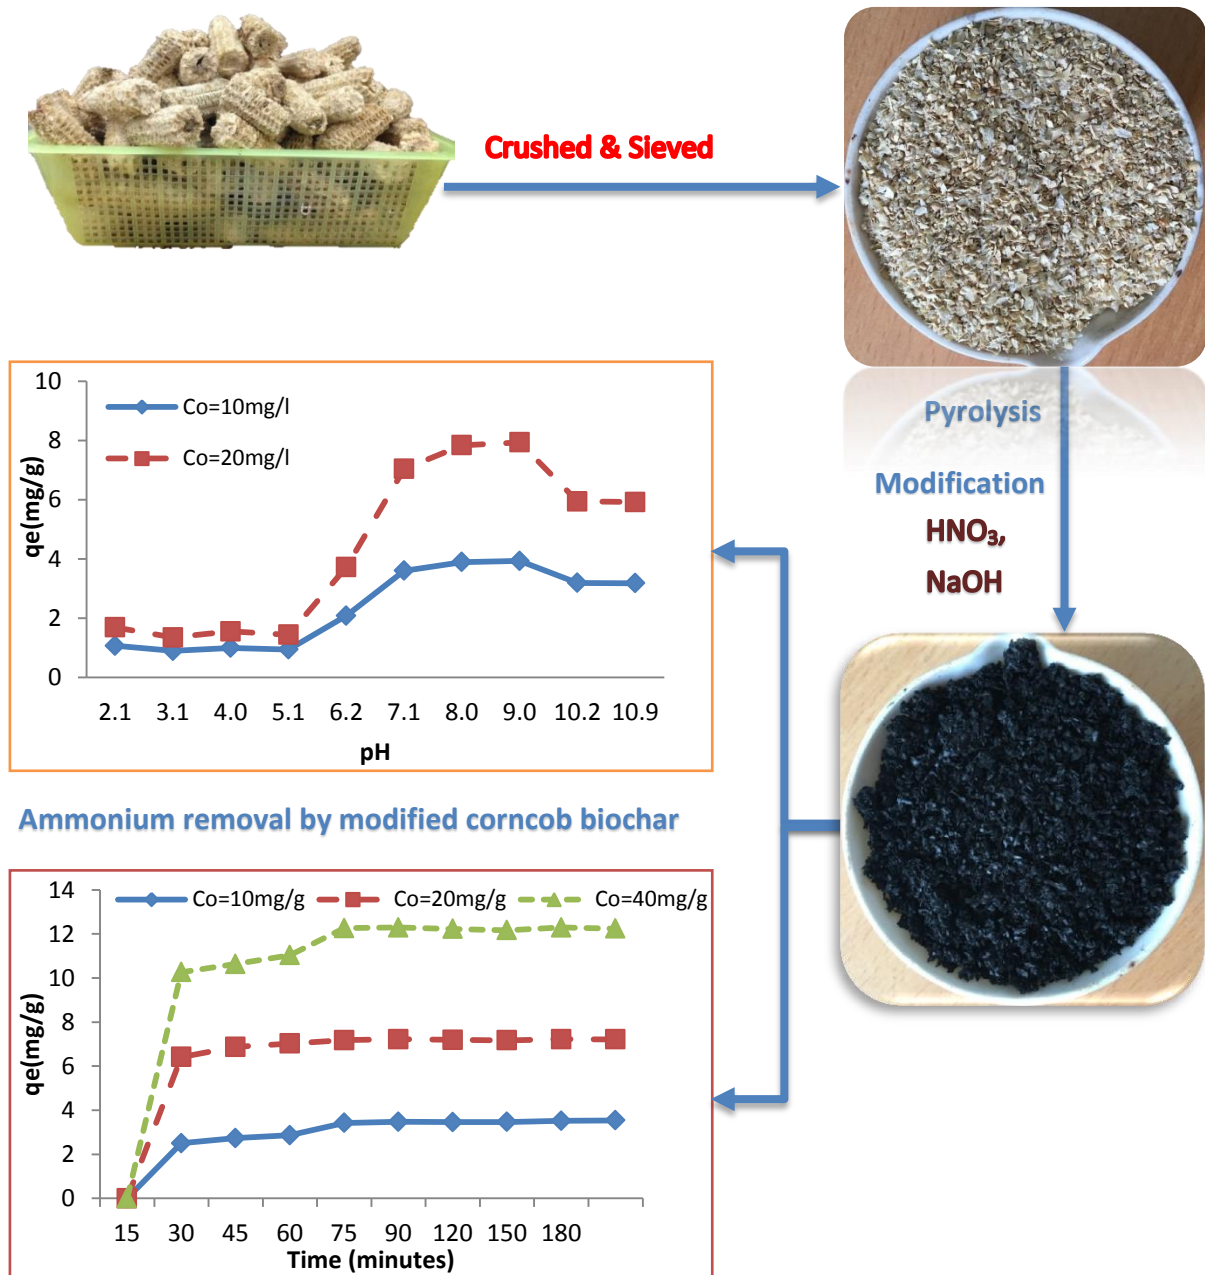 Crushed & Sieved
Pyrolysis
Modification
HNO₃,
NaOH
10
8
6
4
2
0
qe(mg/g)
Co=10mg/l
Co=20mg/l
2.1 3.1 4.0 5.1 6.2 7.1 8.0 9.0 10.2 10.9
pH
Ammonium removal by modified corncob biochar
14
12
10
8
6
4
2
0
qe(mg/g)
Co=10mg/g Co=20mg/g Co=40mg/g
15 30 45 60 75 90 120 150 180
Time (minutes)